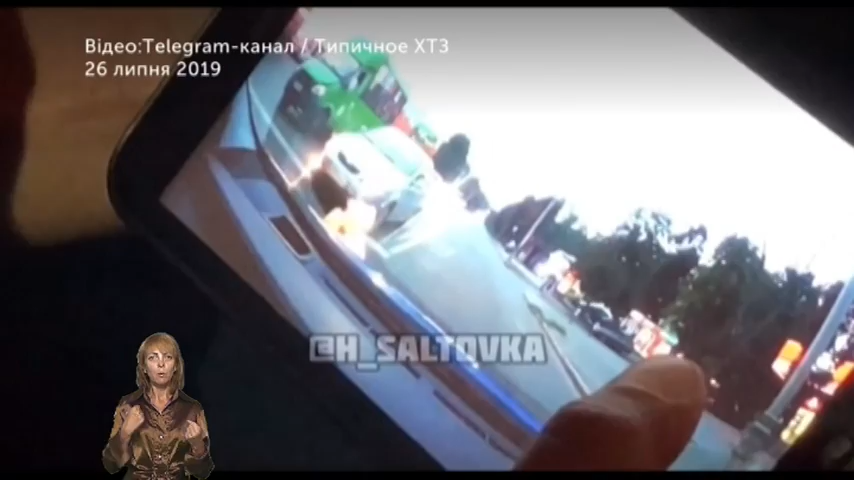 Відео:Telegram-канал / Типичное ХТЗ
26 липня 2019
@H_SALTOVKA